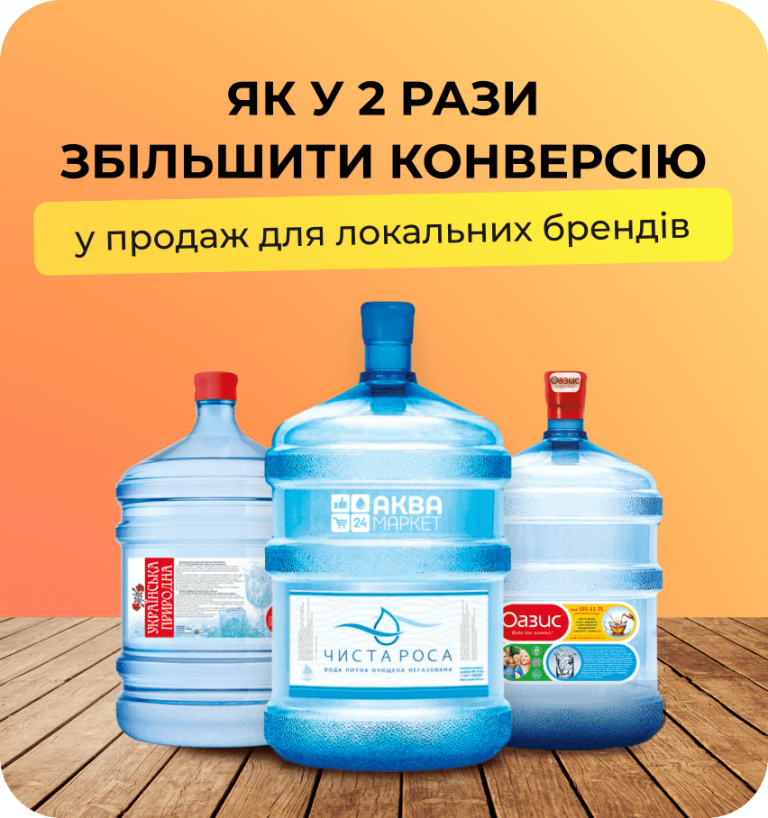 ЯК У 2 РАЗИ
ЗБІЛЬШИТИ КОНВЕРСІЮ
у продаж для локальних брендів
Оазис
АКВА
24 МАРКЕТ
УКРАЇНСЬКА
ПРИРОДНА
ЧИСТА РОСА
ВОДА ПИТНА ОЧИЩЕНА НЕГАЗОВАНА
Оазис